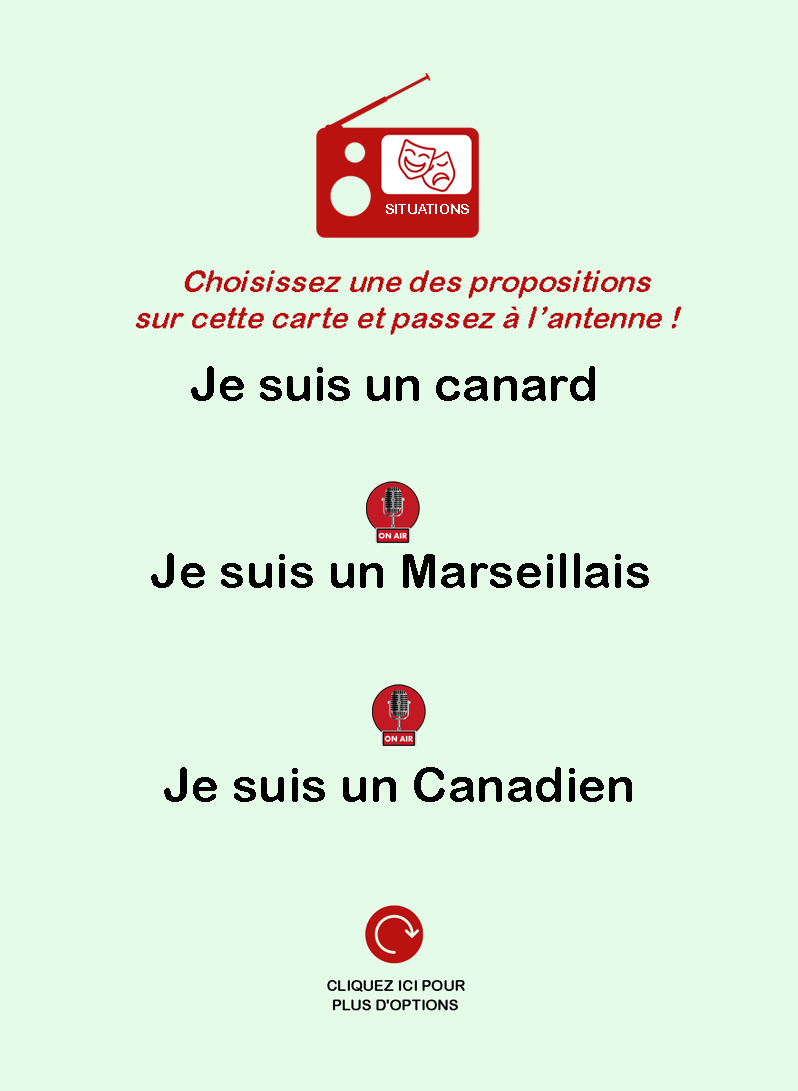 SITUATIONS
Choisissez une des propositions
sur cette carte et passez à l’antenne !
Je suis un canard
ON AIR
Je suis un Marseillais
ON AIR
Je suis un Canadien
CLIQUEZ ICI POUR
PLUS D'OPTIONS